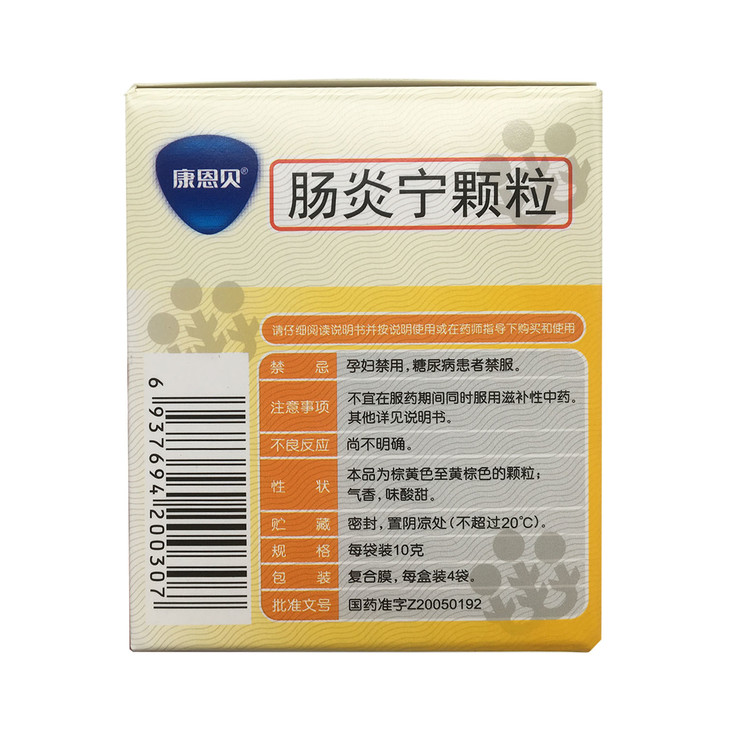 康恩贝®
肠炎宁颗粒
请仔细阅读说明书并按说明使用或在药师指导下购买和使用
禁 忌 孕妇禁用，糖尿病患者禁服。
注意事项 不宜在服药期间同时服用滋补性中药。
其他详见说明书。
不良反应 尚不明确。
性 状 本品为棕黄色至黄棕色的颗粒；
气香，味酸甜。
贮 藏 密封，置阴凉处（不超过20℃）。
规 格 每袋装10克
包 装 复合膜，每盒装4袋。
批准文号 国药准字Z20050192
6937694200307